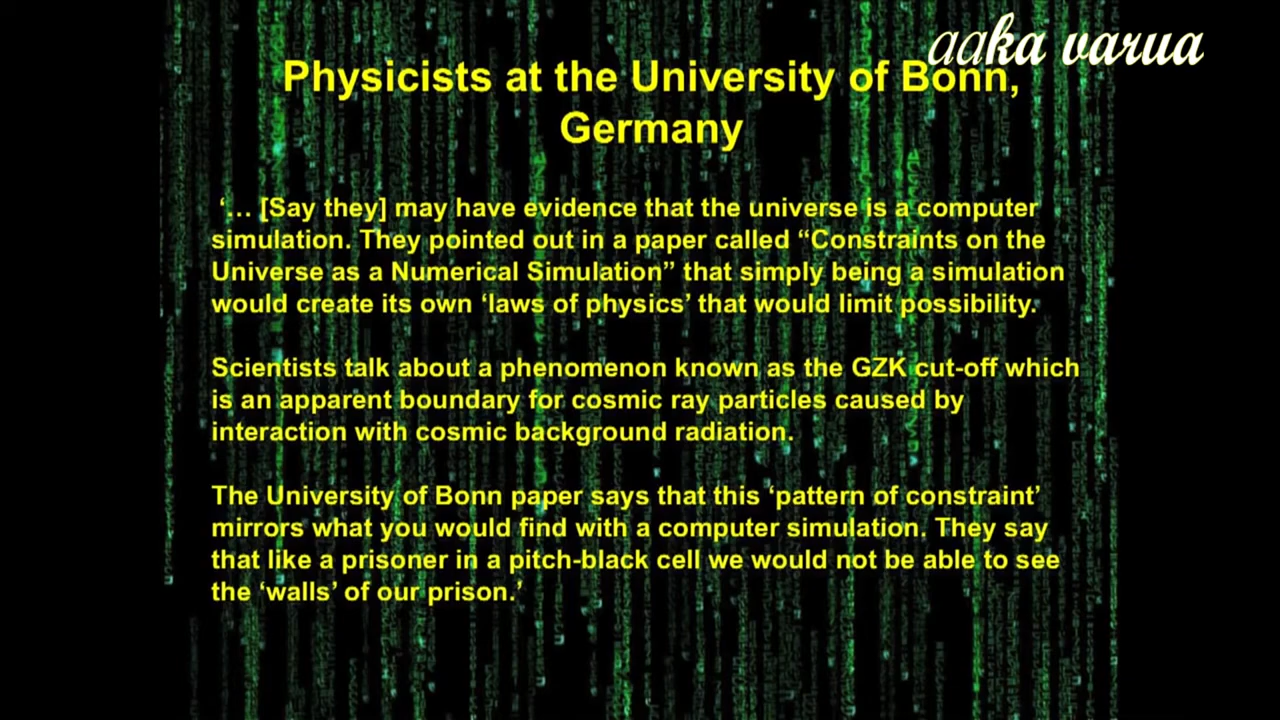 aaka varua
Physicists at the University of Bonn,
Germany
‘… [Say they] may have evidence that the universe is a computer
simulation. They pointed out in a paper called “Constraints on the
Universe as a Numerical Simulation” that simply being a simulation
would create its own ‘laws of physics’ that would limit possibility.
Scientists talk about a phenomenon known as the GZK cut-off which
is an apparent boundary for cosmic ray particles caused by
interaction with cosmic background radiation.
The University of Bonn paper says that this ‘pattern of constraint’
mirrors what you would find with a computer simulation. They say
that like a prisoner in a pitch-black cell we would not be able to see
the ‘walls’ of our prison.’